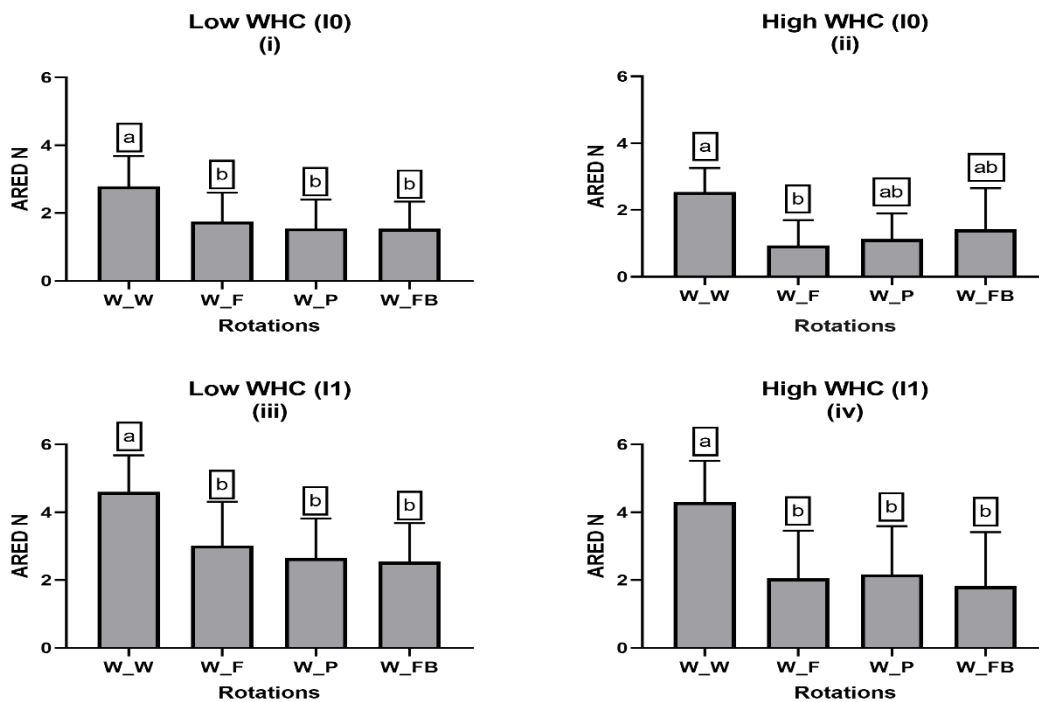 Low WHC (I0)
(i)
6
4
2
0
ARED N
a
b
b
b
W_W
W_F
W_P
W_FB
Rotations
High WHC (I0)
(ii)
6
4
2
0
ARED N
a
b
ab
ab
W_W
W_F
W_P
W_FB
Rotations
Low WHC (I1)
(iii)
6
4
2
0
ARED N
a
b
b
b
W_W
W_F
W_P
W_FB
Rotations
High WHC (I1)
(iv)
6
4
2
0
ARED N
a
b
b
b
W_W
W_F
W_P
W_FB
Rotations